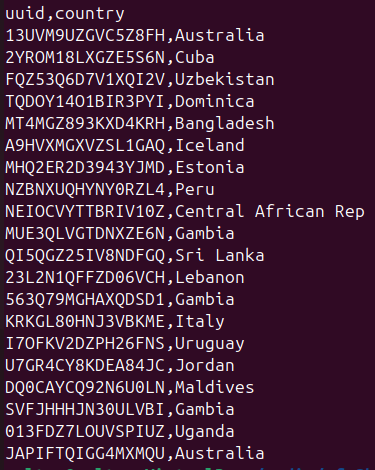 uuid,country
13UVM9UZGVC5Z8FH,Australia
2YROM18LXGZE5S6N,Cuba
FQZ53Q6D7V1XQI2V,Uzbekistan
TQDOY14O1BIR3PYI,Dominica
MT4MGZ893KXD4KRH,Bangladesh
A9HVXMGXVZSL1GAQ,Iceland
MHQ2ER2D3943YJMD,Estonia
NZBNXUQHYNY0RZL4,Peru
NEIOCVYTTBRIV10Z,Central African Rep
MUE3QLVGTDNXZE6N,Gambia
QI5QGZ25IV8NDFGQ,Sri Lanka
23L2N1QFFZD06VCH,Lebanon
563Q79MGHAXQDSD1,Gambia
KRKGL80HNJ3VBKME,Italy
I7OFKV2DZPH26FNS,Uruguay
U7GR4CY8KDEA84JC,Jordan
DQ0CAYCQ92N6U0LN,Maldives
SVFJHHHJN30ULVBI,Gambia
013FDZ7LOUVSPIUZ,Uganda
JAPIFTQIGG4MXMQU,Australia